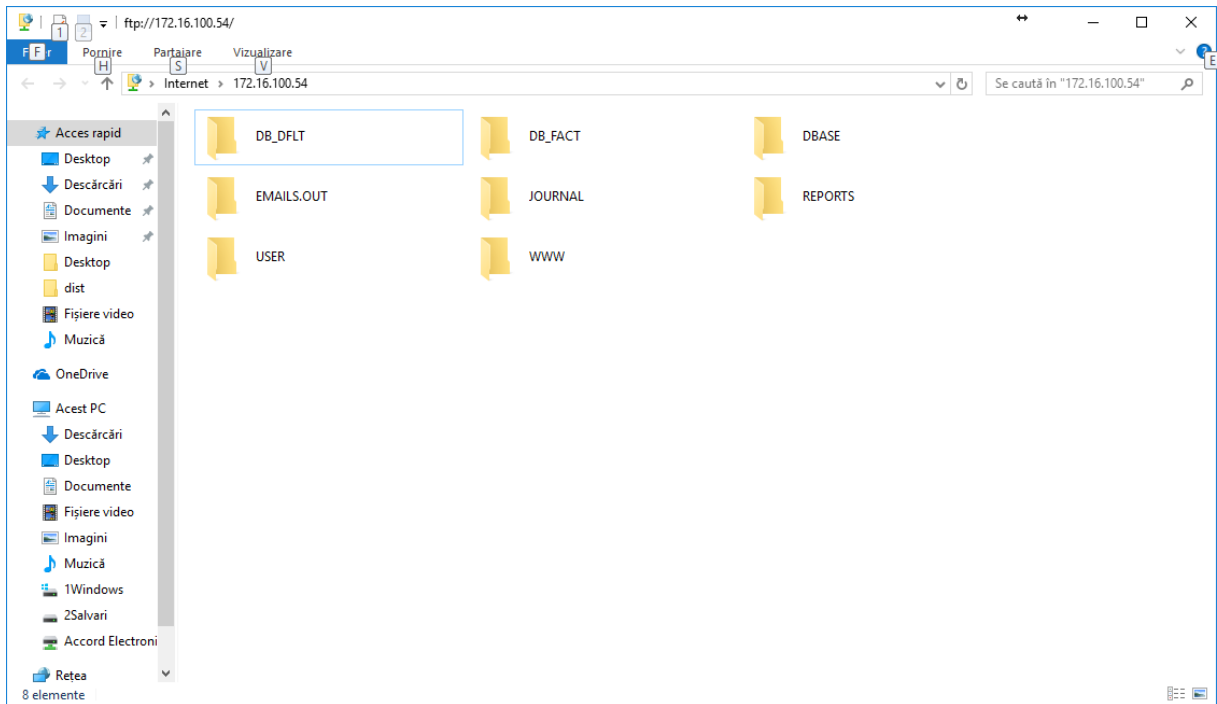 ftp://172.16.100.54/
1
2
F
Pornire
Partajare
Vizualizare
H
S
V
E
Internet
172.16.100.54
Se caută în "172.16.100.54"
Acces rapid
Desktop
Descărcări
Documente
Imagini
Desktop
dist
Fișiere video
Muzică
OneDrive
Acest PC
Descărcări
Desktop
Documente
Fișiere video
Imagini
Muzică
1Windows
2Salvari
Accord Electroni
Rețea
DB_DFLT
DB_FACT
DBASE
EMAILS.OUT
JOURNAL
REPORTS
USER
WWW
8 elemente